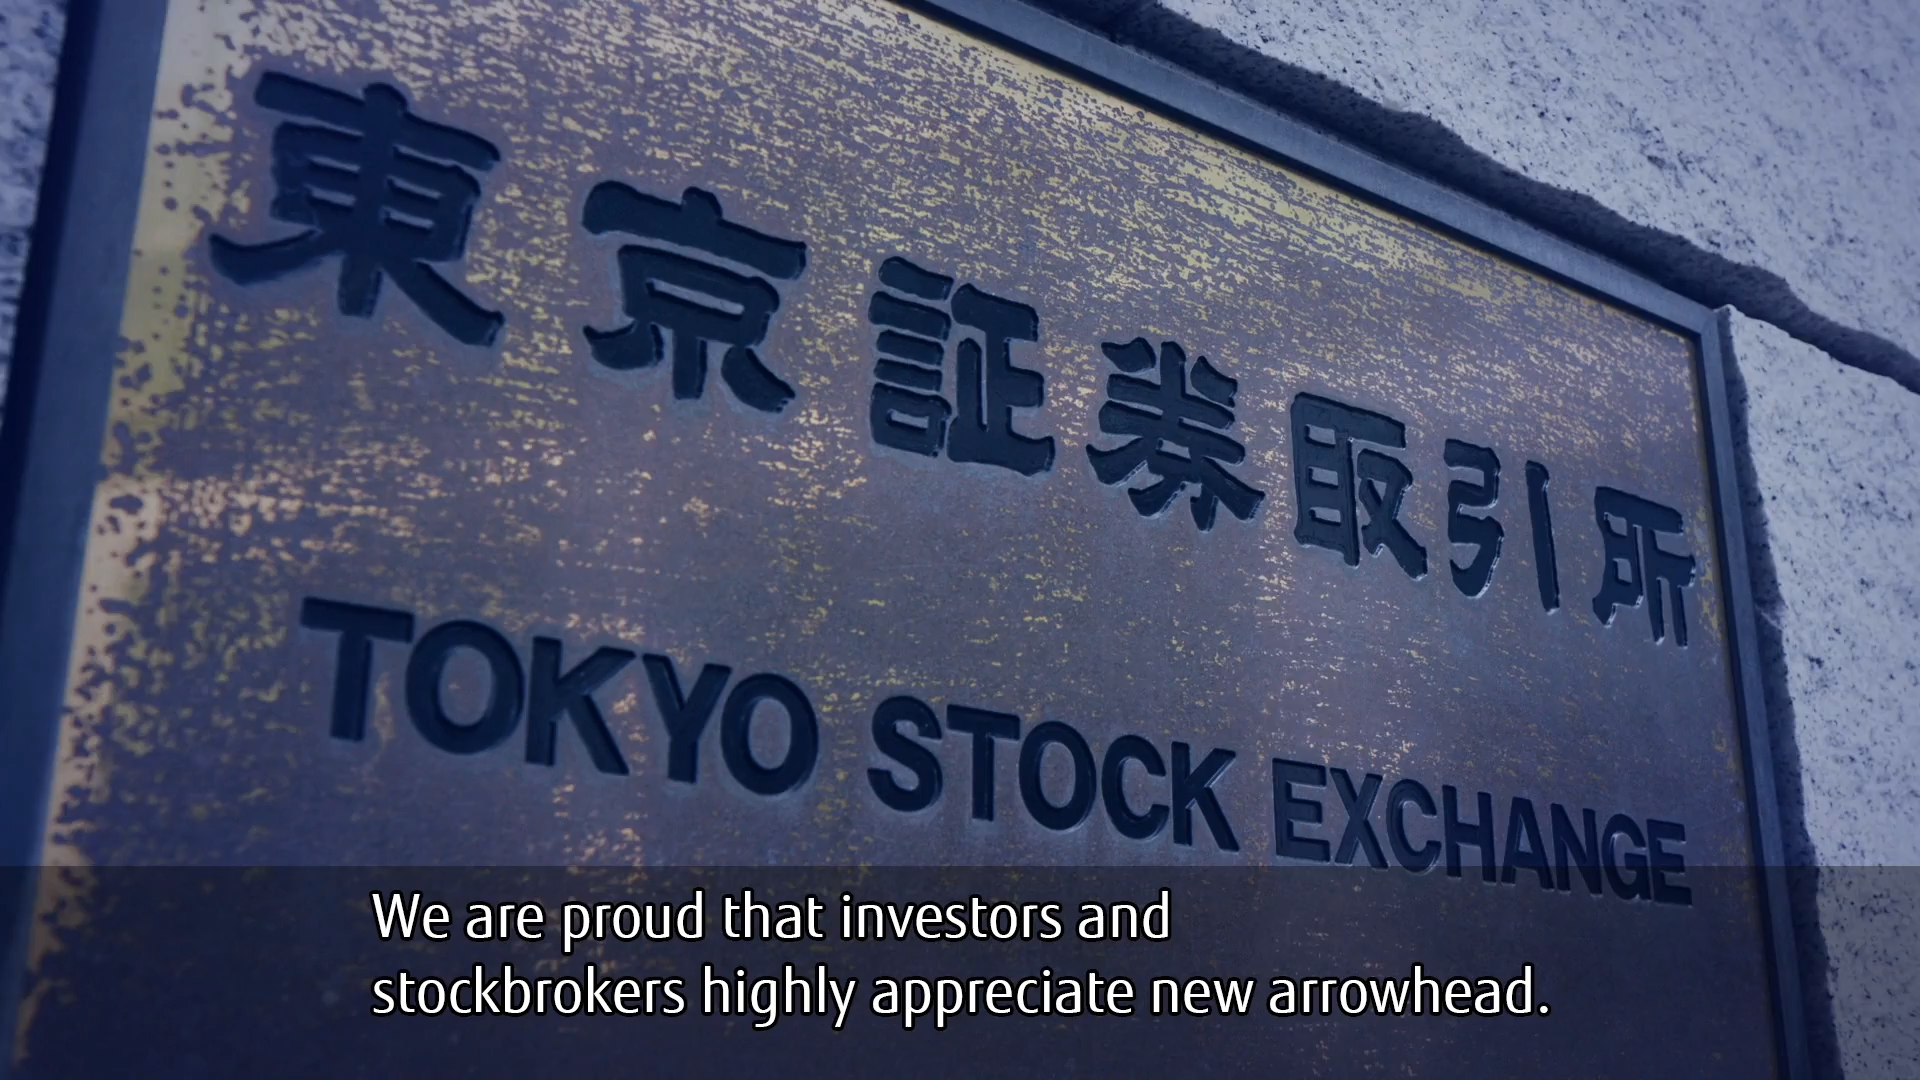 東京証券取引所
TOKYO STOCK EXCHANGE
We are proud that investors and
stockbrokers highly appreciate new arrowhead.